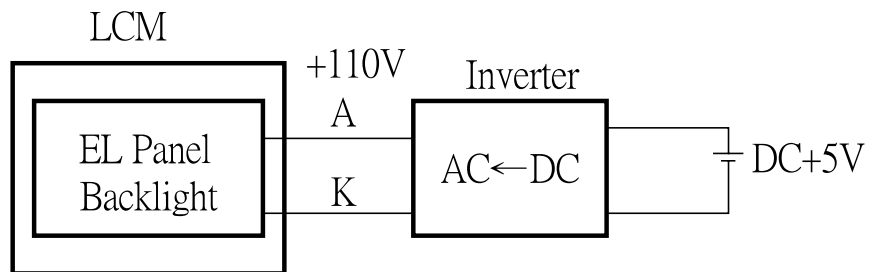 LCM
+110V
Inverter
A
EL Panel
Backlight
AC←DC
DC+5V
K